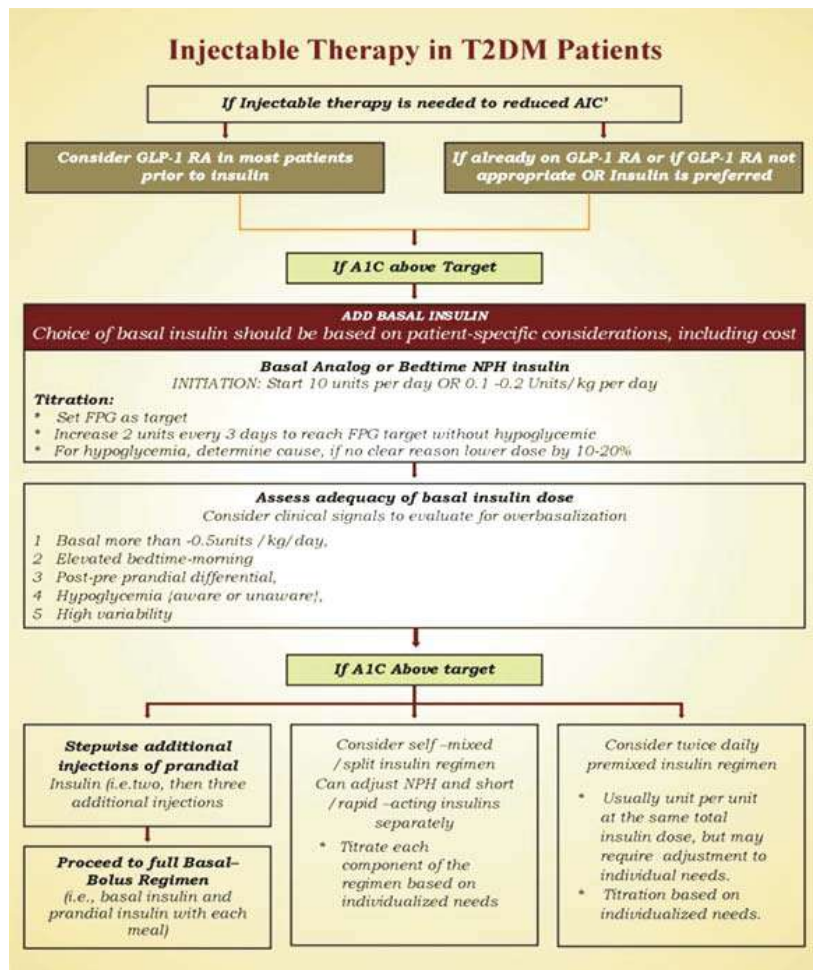 Injectable Therapy in T2DM Patients
If Injectable therapy is needed to reduced AIC'
Consider GLP-1 RA in most patients
prior to insulin
If already on GLP-1 RA or if GLP-1 RA not
appropriate OR Insulin is preferred
If A1C above Target
ADD BASAL INSULIN
Choice of basal insulin should be based on patient-specific considerations, including cost
Basal Analog or Bedtime NPH insulin
INITIATION: Start 10 units per day OR 0.1 -0.2 Units/kg per day
Titration:
* Set FPG as target
* Increase 2 units every 3 days to reach FPG target without hypoglycemic
* For hypoglycemia, determine cause, if no clear reason lower dose by 10-20%
Assess adequacy of basal insulin dose
Consider clinical signals to evaluate for overbasalization
1 Basal more than -0.5units /kg/day,
2 Elevated bedtime-morning
3 Post-pre prandial differential,
4 Hypoglycemia {aware or unaware},
5 High variability
If A1C Above target
Stepwise additional
injections of prandial
Insulin (i.e.two, then three
additional injections
Proceed to full Basal–
Bolus Regimen
(i.e., basal insulin and
prandial insulin with each
meal)
Consider self –mixed
/split insulin regimen
Can adjust NPH and short
/rapid –acting insulins
separately
* Titrate each
component of the
regimen based on
individualized needs
Consider twice daily
premixed insulin regimen
* Usually unit per unit
at the same total
insulin dose, but may
require adjustment to
individual needs.
* Titration based on
individualized needs.